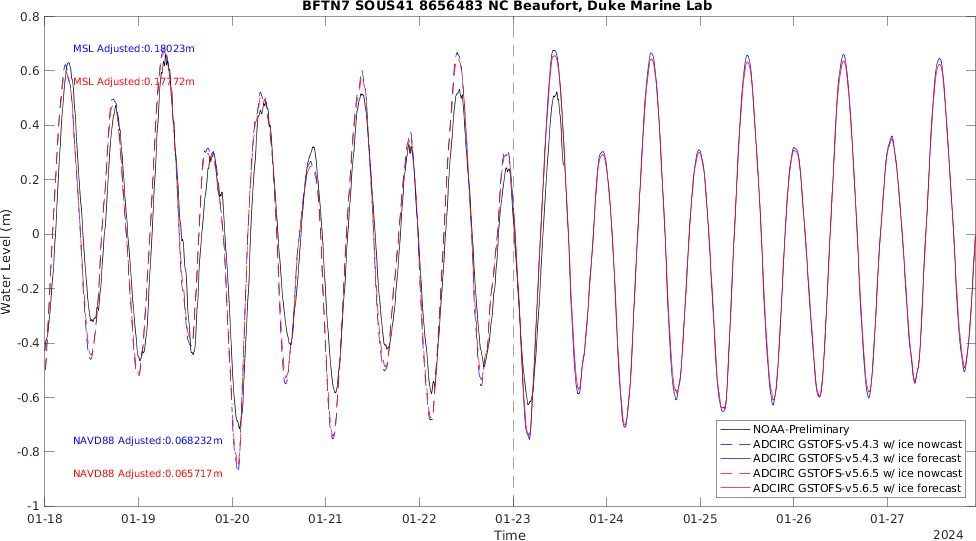 BFTN7 SOUS41 8656483 NC Beaufort, Duke Marine Lab
0.8
0.6
0.4
0.2
0
-0.2
-0.4
-0.6
-0.8
-1
Water Level (m)
MSL Adjusted:0.18023m
MSL Adjusted:0.17772m
NAVD88 Adjusted:0.068232m
NAVD88 Adjusted:0.065717m
NOAA-Preliminary
ADCIRC GSTOFS-v5.4.3 w/ ice nowcast
ADCIRC GSTOFS-v5.4.3 w/ ice forecast
ADCIRC GSTOFS-v5.6.5 w/ ice nowcast
ADCIRC GSTOFS-v5.6.5 w/ ice forecast
01-18 01-19 01-20 01-21 01-22 01-23 01-24 01-25 01-26 01-27
Time
2024